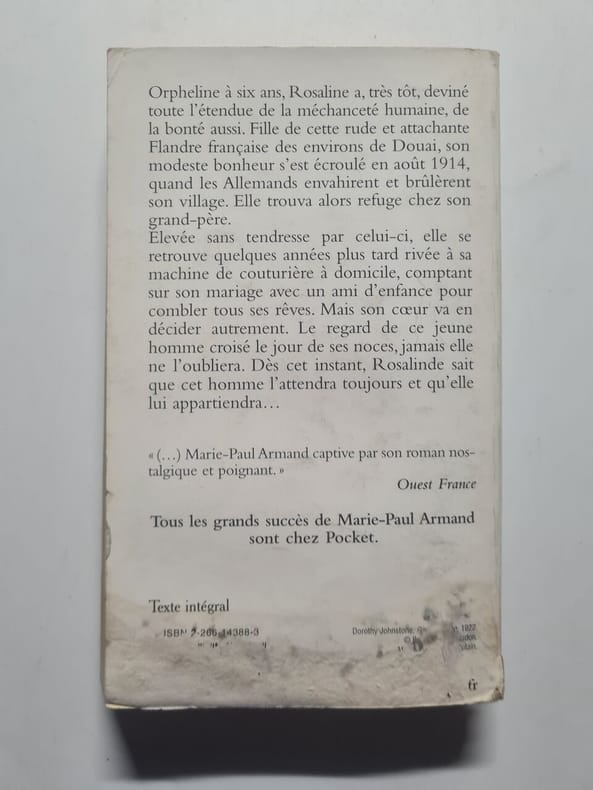 Orpheline à six ans, Rosaline a, très tôt, deviné
toute l'étendue de la méchanceté humaine, de
la bonté aussi. Fille de cette rude et attachante
Flandre française des environs de Douai, son
modeste bonheur s'est écroulé en août 1914,
quand les Allemands envahirent et brûlèrent
son village. Elle trouva alors refuge chez son
grand-père.
Elevée sans tendresse par celui-ci, elle se
retrouve quelques années plus tard rivée à sa
machine de couturière à domicile, comptant
sur son mariage avec un ami d'enfance pour
combler tous ses rêves. Mais son cœur va en
décider autrement. Le regard de ce jeune
homme croisé le jour de ses noces, jamais elle
ne l'oubliera. Dès cet instant, Rosalinde sait
que cet homme l'attendra toujours et qu'elle
lui appartiendra…
« (…) Marie-Paul Armand captive par son roman nos-
talgique et poignant. »
Ouest France
Tous les grands succès de Marie-Paul Armand
sont chez Pocket.
Texte intégral
ISBN 2-266-14388-3
Dorothy Johnstone, 1922
fr